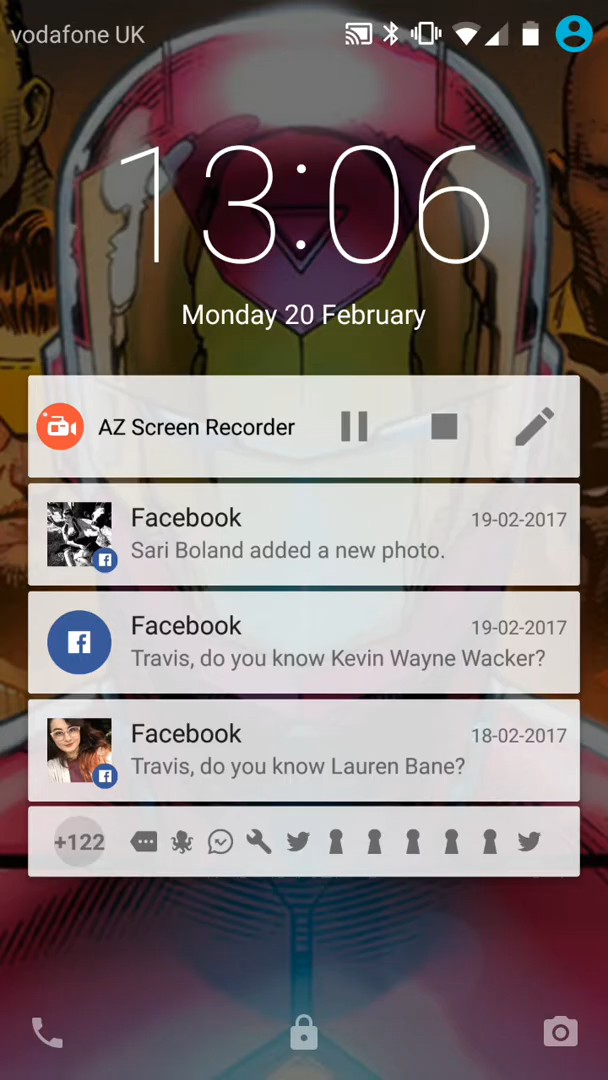 vodafone UK
13:06
Monday 20 February
AZ Screen Recorder
Facebook 19-02-2017
Sari Boland added a new photo.
Facebook 19-02-2017
Travis, do you know Kevin Wayne Wacker?
Facebook 18-02-2017
Travis, do you know Lauren Bane?
+122